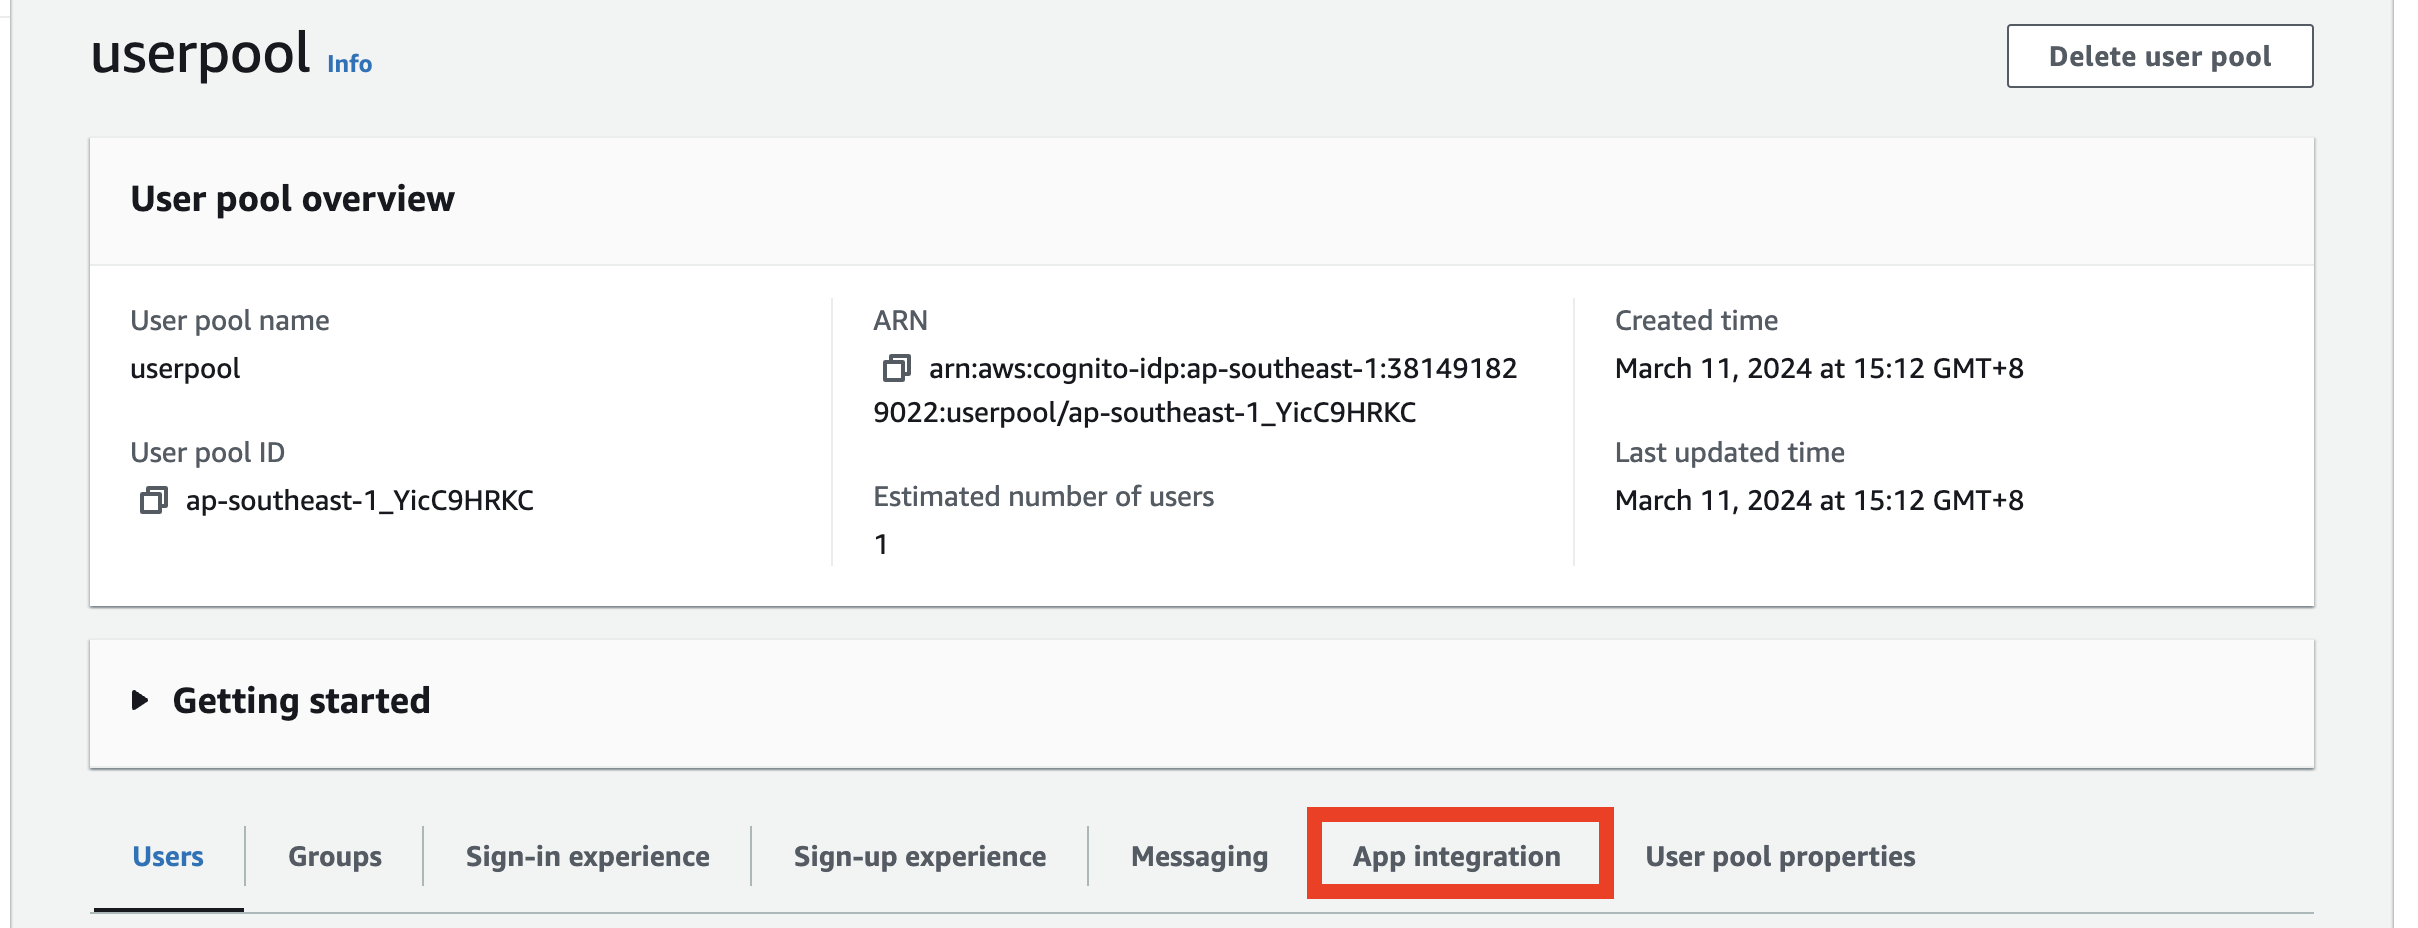 userpool Info
Delete user pool
User pool overview
User pool name
userpool
User pool ID
ap-southeast-1_YicC9HRKC
ARN
arn:aws:cognito-idp:ap-southeast-1:38149182
9022:userpool/ap-southeast-1_YicC9HRKC
Estimated number of users
1
Created time
March 11, 2024 at 15:12 GMT+8
Last updated time
March 11, 2024 at 15:12 GMT+8
Getting started
Users
Groups
Sign-in experience
Sign-up experience
Messaging
App integration
User pool properties